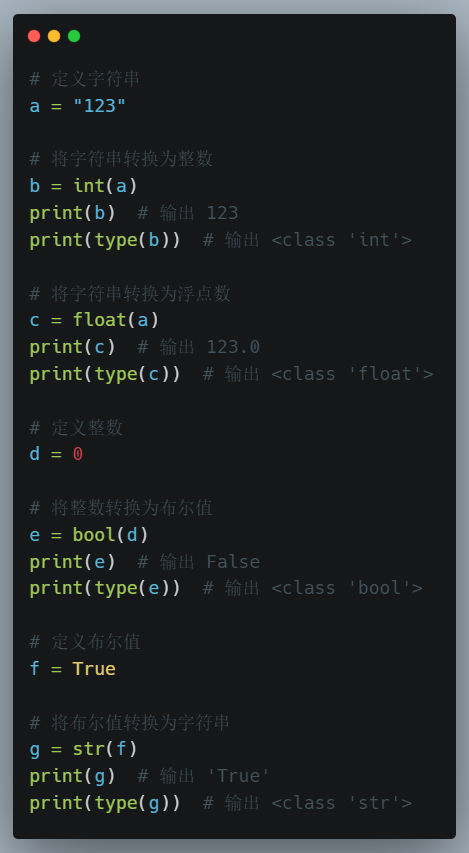 # 定义字符串
a = "123"
# 将字符串转换为整数
b = int(a)
print(b)  # 输出 123
print(type(b))  # 输出 <class 'int'>
# 将字符串转换为浮点数
c = float(a)
print(c)  # 输出 123.0
print(type(c))  # 输出 <class 'float'>
# 定义整数
d = 0
# 将整数转换为布尔值
e = bool(d)
print(e)  # 输出 False
print(type(e))  # 输出 <class 'bool'>
# 定义布尔值
f = True
# 将布尔值转换为字符串
g = str(f)
print(g)  # 输出 'True'
print(type(g))  # 输出 <class 'str'>